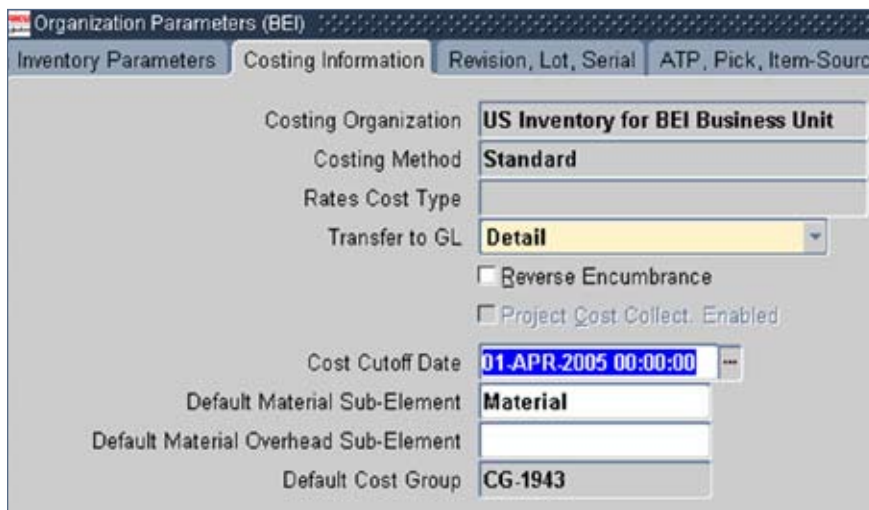 Organization Parameters (BEI)
Inventory Parameters Costing Information Revision, Lot, Serial ATP, Pick, Item-Sourc
Costing Organization US Inventory for BEI Business Unit
Costing Method Standard
Rates Cost Type
Transfer to GL Detail
Reverse Encumbrance
Project Cost Collect. Enabled
Cost Cutoff Date 01-APR-2005 00:00:00 ...
Default Material Sub-Element Material
Default Material Overhead Sub-Element
Default Cost Group CG-1943